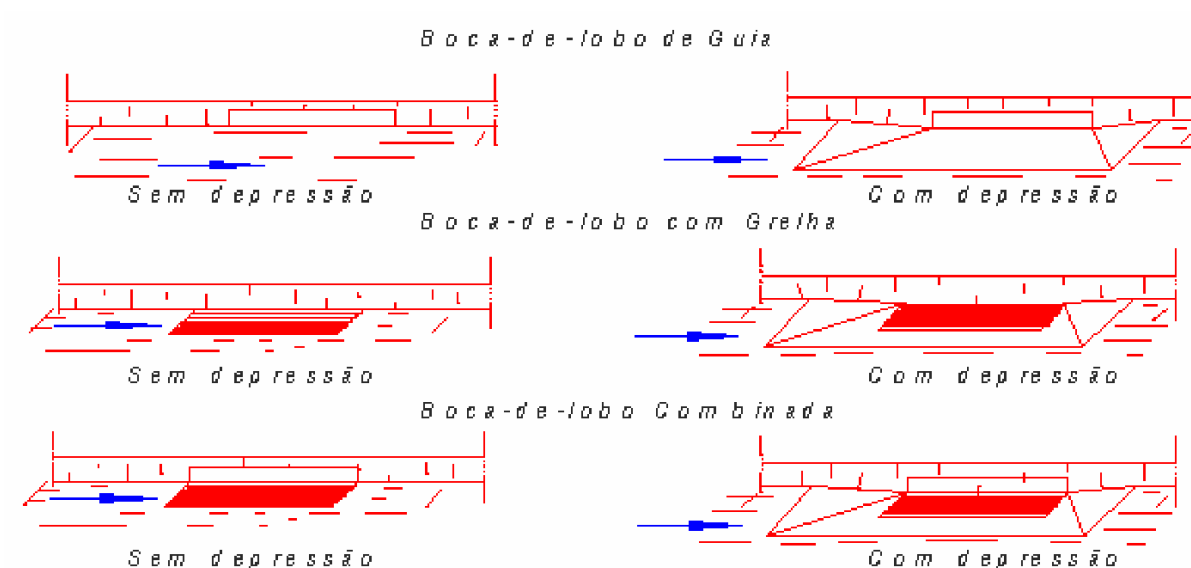 Boca-de-lobo de Guia
Sem depressão Com depressão
Boca-de-lobo com Grelha
Sem depressão Com depressão
Boca-de-lobo Combinada
Sem depressão Com depressão